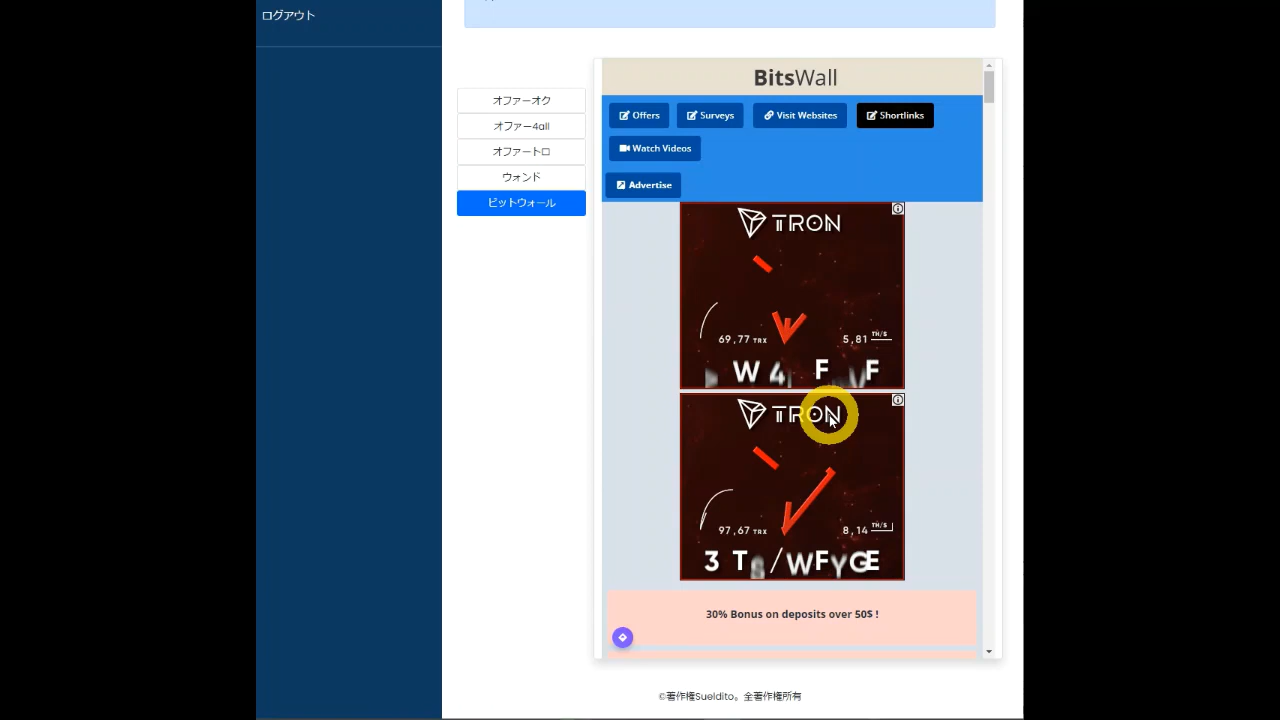 ログアウト
BitsWall
Offers
Surveys
Visit Websites
Shortlinks
Watch Videos
Advertise
オファーオク
オファー4all
オファートロ
ウォンド
ビットウォール
TRON
69,77 TRX
5,81 TH/S
TRON
97,67 TRX
8,14 TH/S
30% Bonus on deposits over 50$ !
©著作権Sueldito。全著作権所有